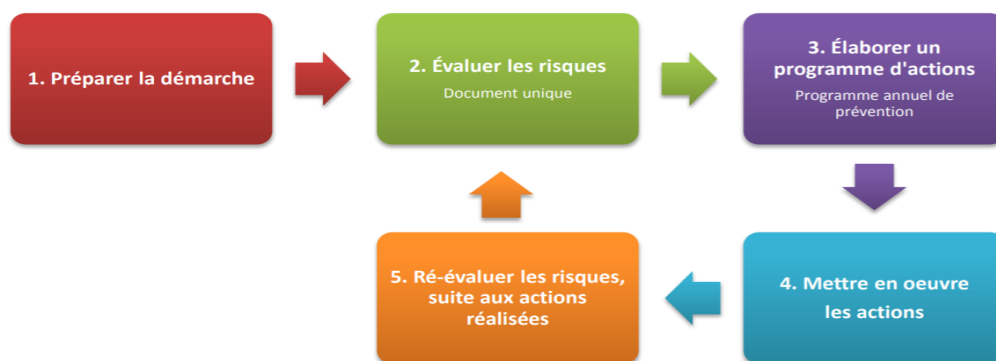 1. Préparer la démarche
2. Évaluer les risques
Document unique
3. Élaborer un
programme d'actions
Programme annuel de
prévention
4. Mettre en oeuvre
les actions
5. Ré-évaluer les risques,
suite aux actions
réalisées